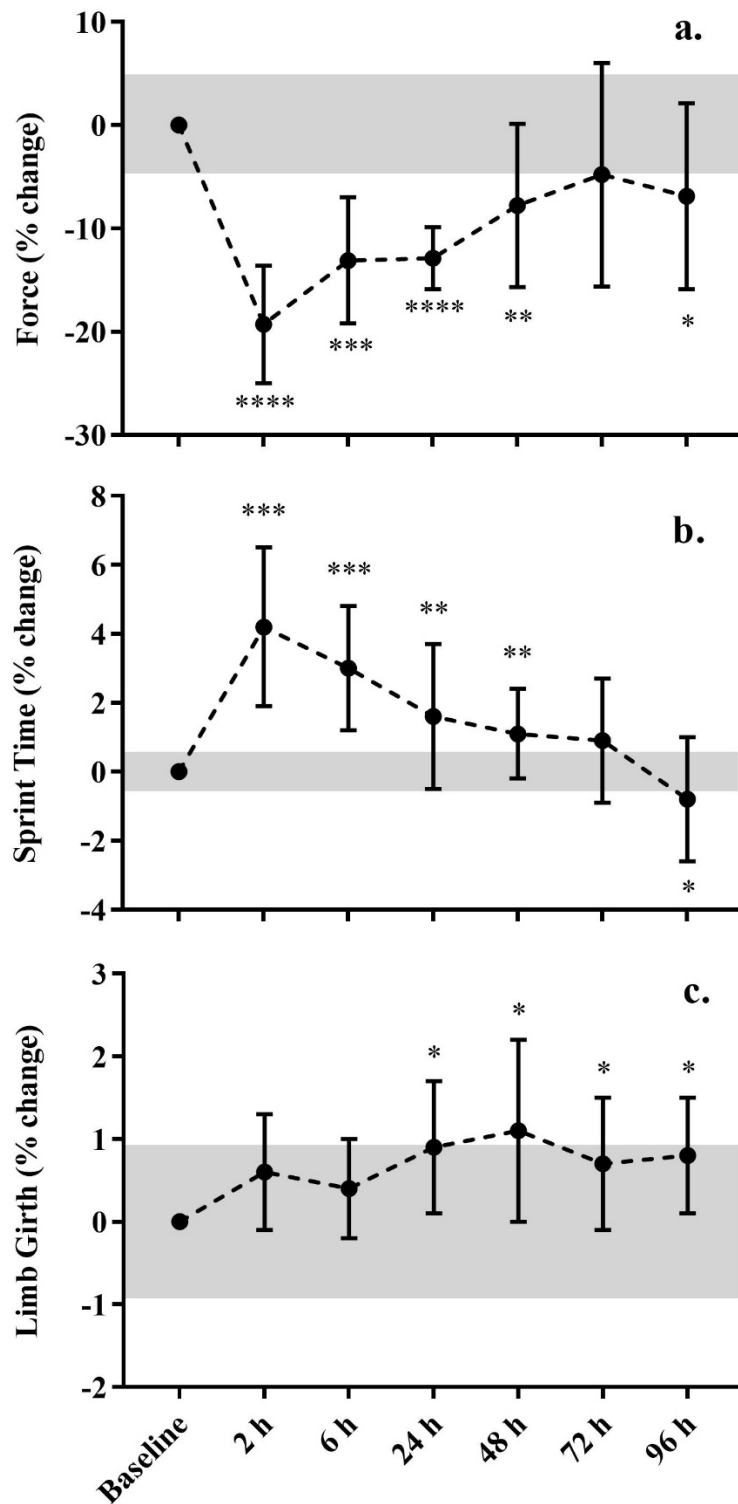 a.
Force (% change)
10
0
-10
-20
-30
****
***
****
**
*
b.
Sprint Time (% change)
8
6
4
2
0
-2
-4
***
***
**
**
*
c.
Limb Girth (% change)
3
2
1
0
-1
-2
*
*
*
*
Baseline
2 h
6 h
24 h
48 h
72 h
96 h